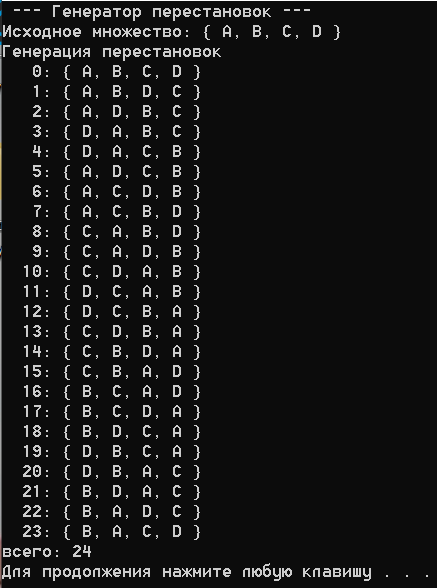 --- Генератор перестановок ---
Исходное множество: { A, B, C, D }
Генерация перестановок
0: { A, B, C, D }
1: { A, B, D, C }
2: { A, D, B, C }
3: { D, A, B, C }
4: { D, A, C, B }
5: { A, D, C, B }
6: { A, C, D, B }
7: { A, C, B, D }
8: { C, A, B, D }
9: { C, A, D, B }
10: { C, D, A, B }
11: { D, C, A, B }
12: { D, C, B, A }
13: { C, D, B, A }
14: { C, B, D, A }
15: { C, B, A, D }
16: { B, C, A, D }
17: { B, C, D, A }
18: { B, D, C, A }
19: { D, B, C, A }
20: { D, B, A, C }
21: { B, D, A, C }
22: { B, A, D, C }
23: { B, A, C, D }
всего: 24
Для продолжения нажмите любую клавишу . . .